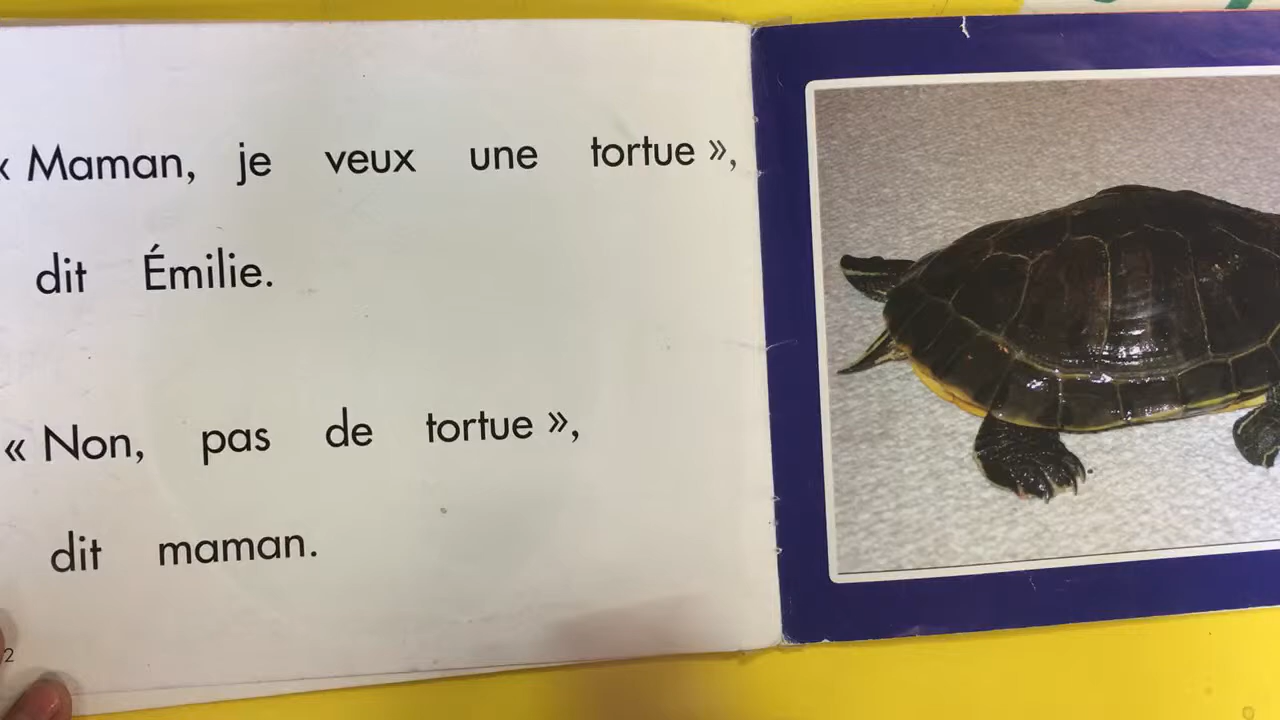 « Maman, je veux une tortue »,
dit Émilie.
« Non, pas de tortue »,
dit maman.
2